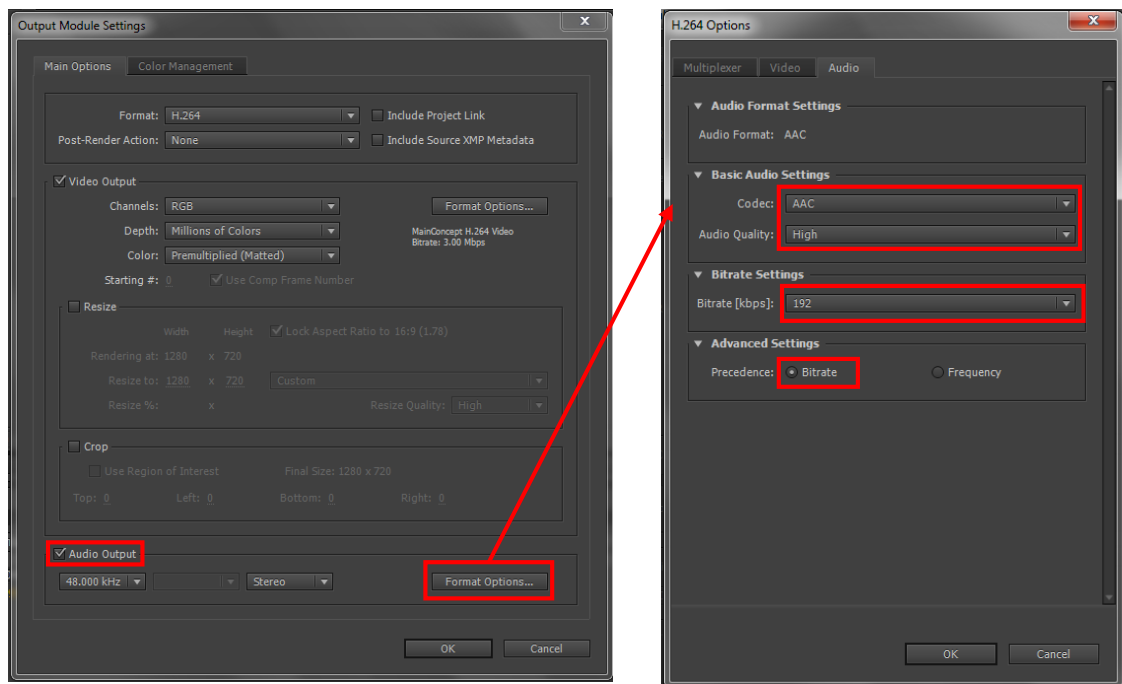 Output Module Settings
x
Main Options Color Management
Format: H.264 Include Project Link
Post-Render Action: None Include Source XMP Metadata
Video Output
Channels: RGB Format Options...
Depth: Millions of Colors MainConcept H.264 Video
Bitrate: 3.00 Mbps
Color: Premultiplied (Matted)
Starting #: 0 Use Comp Frame Number
Resize
Width Height Lock Aspect Ratio to 16:9 (1.78)
Rendering at: 1280 x 720
Resize to: 1280 x 720 Custom
Resize %: x Resize Quality: High
Crop
Use Region of Interest Final Size: 1280 x 720
Top: 0 Left: 0 Bottom: 0 Right: 0
Audio Output
48.000 kHz Stereo Format Options...
OK Cancel
H.264 Options
x
Multiplexer Video Audio
Audio Format Settings
Audio Format: AAC
Basic Audio Settings
Codec: AAC
Audio Quality: High
Bitrate Settings
Bitrate [kbps]: 192
Advanced Settings
Precedence: Bitrate Frequency
OK Cancel